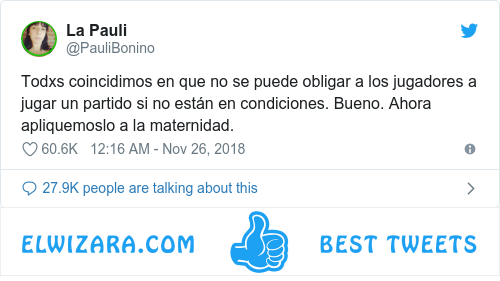 La Pauli
@PauliBonino
Todxs coincidimos en que no se puede obligar a los jugadores a
jugar un partido si no están en condiciones. Bueno. Ahora
apliquemoslo a la maternidad.
60.6K 12:16 AM - Nov 26, 2018
27.9K people are talking about this
ELWIZARA.COM BEST TWEETS